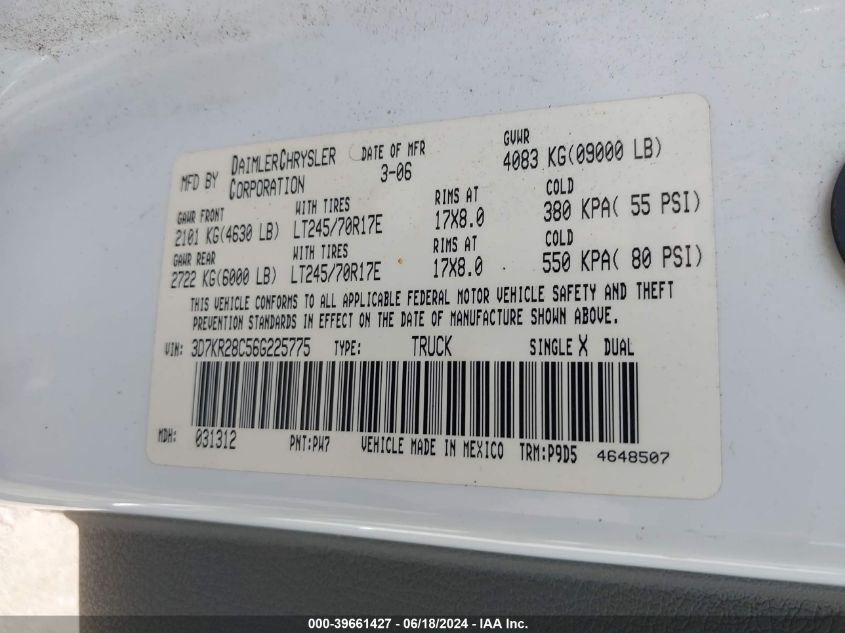 MFD BY DAIMLERCHRYSLER CORPORATION DATE OF MFR 3-06 GVWR 4083 KG(09000 LB)
GAWR FRONT WITH TIRES RIMS AT COLD
2101 KG(4630 LB) LT245/70R17E 17X8.0 380 KPA( 55 PSI)
GAWR REAR WITH TIRES RIMS AT COLD
2722 KG(6000 LB) LT245/70R17E 17X8.0 550 KPA( 80 PSI)
THIS VEHICLE CONFORMS TO ALL APPLICABLE FEDERAL MOTOR VEHICLE SAFETY AND THEFT
PREVENTION STANDARDS IN EFFECT ON THE DATE OF MANUFACTURE SHOWN ABOVE.
VIN: 3D7KR28C56G225775 TYPE: TRUCK SINGLE X DUAL
MDH: 031312 PNT:PW7 VEHICLE MADE IN MEXICO TRM:P9D5 4648507
000-39661427 - 06/18/2024 - IAA Inc.